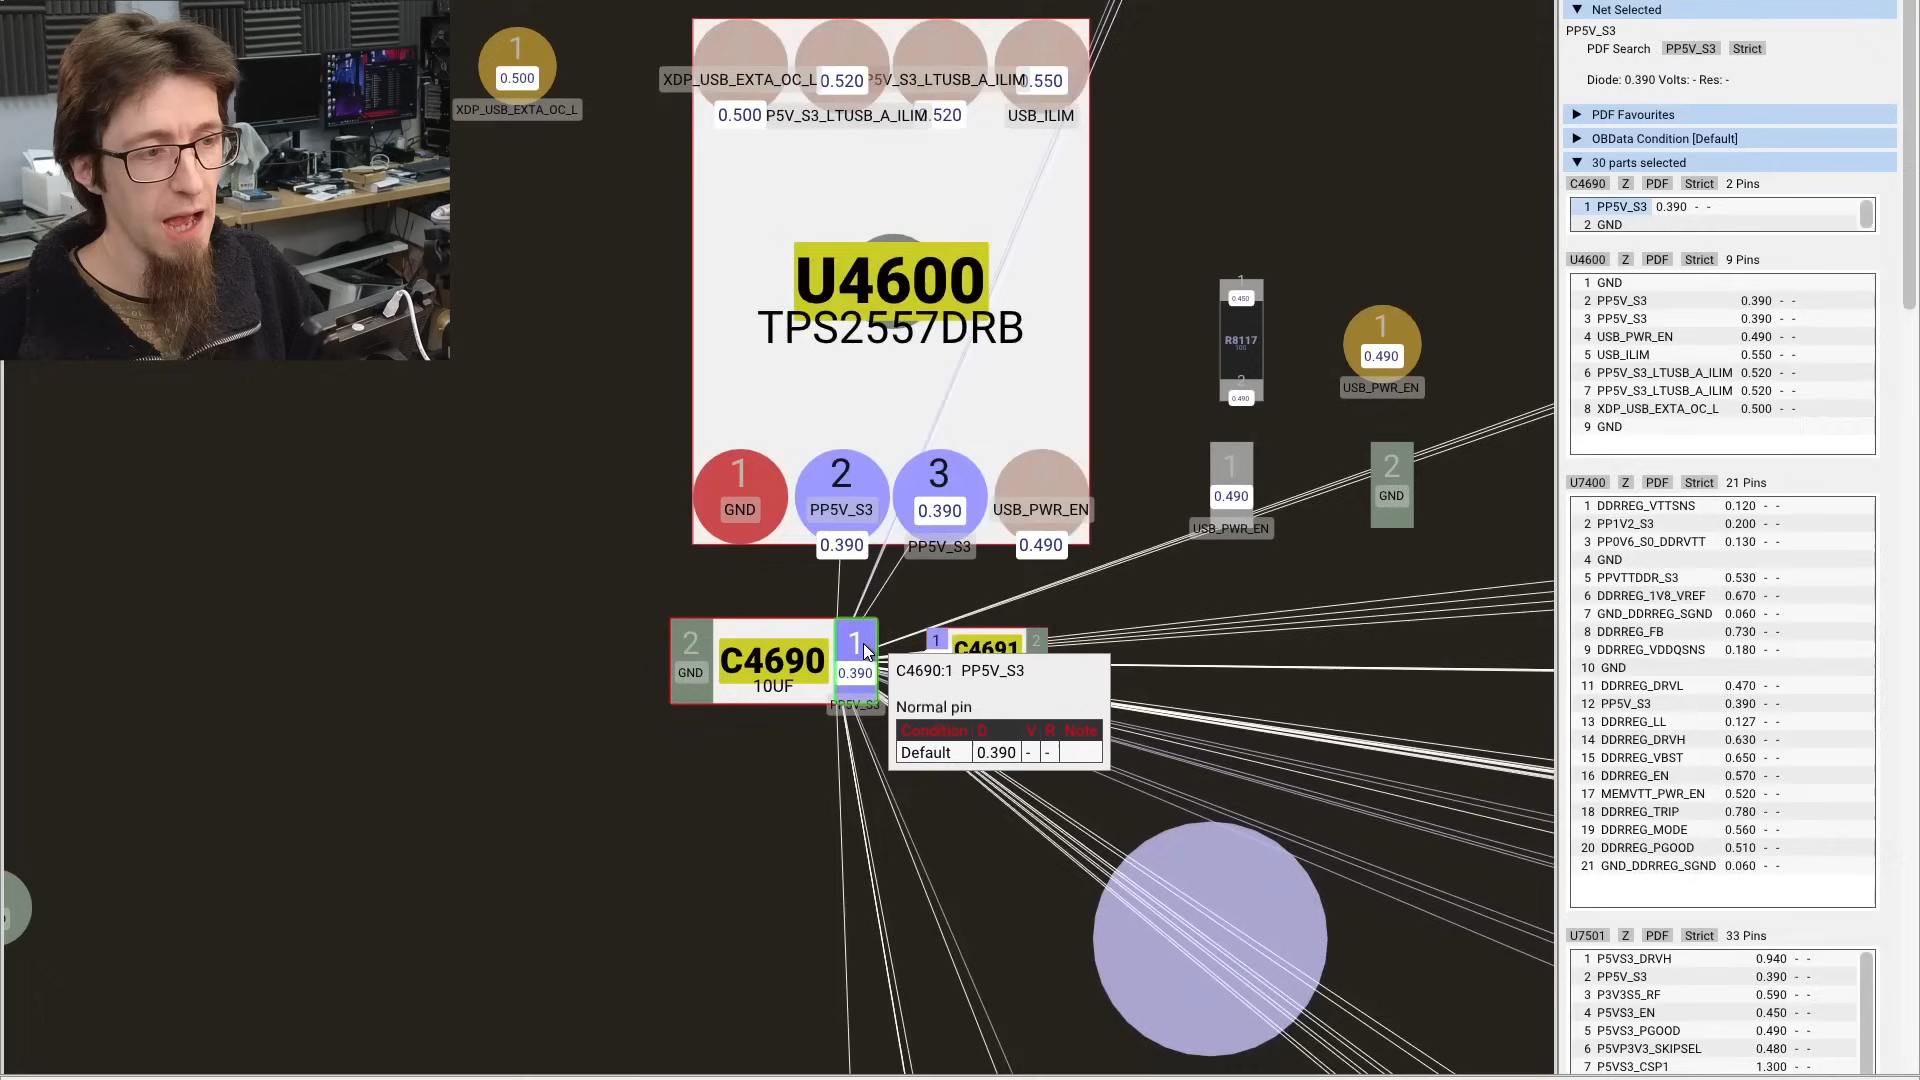 1
0.500
XDP_USB_EXTA_OC_L
XDP_USB_EXTA_OC_L
0.520
P5V_S3_LTUSB_A_ILIM
0.550
0.500
P5V_S3_LTUSB_A_ILIM
.520
USB_ILIM
U4600
TPS2557DRB
1
GND
2
PP5V_S3
0.390
3
0.390
PP5V_S3
USB_PWR_EN
0.490
1
0.450
R8117
100
2
0.490
1
0.490
USB_PWR_EN
1
0.490
USB_PWR_EN
2
GND
2
GND
C4690
10UF
1
0.390
PP5V_S3
1
C4691
2
C4690:1 PP5V_S3
Normal pin
Condition D V R Note
Default 0.390 - -
Net Selected
PP5V_S3
PDF Search PP5V_S3 Strict
Diode: 0.390 Volts: - Res: -
PDF Favourites
OBData Condition [Default]
30 parts selected
C4690 Z PDF Strict 2 Pins
1 PP5V_S3 0.390 - -
2 GND
U4600 Z PDF Strict 9 Pins
1 GND
2 PP5V_S3 0.390 - -
3 PP5V_S3 0.390 - -
4 USB_PWR_EN 0.490 - -
5 USB_ILIM 0.550 - -
6 PP5V_S3_LTUSB_A_ILIM 0.520 - -
7 PP5V_S3_LTUSB_A_ILIM 0.520 - -
8 XDP_USB_EXTA_OC_L 0.500 - -
9 GND
U7400 Z PDF Strict 21 Pins
1 DDRREG_VTTSNS 0.120 - -
2 PP1V2_S3 0.200 - -
3 PP0V6_S0_DDRVTT 0.130 - -
4 GND
5 PPVTTDDR_S3 0.530 - -
6 DDRREG_1V8_VREF 0.670 - -
7 GND_DDRREG_SGND 0.060 - -
8 DDRREG_FB 0.730 - -
9 DDRREG_VDDQSNS 0.180 - -
10 GND
11 DDRREG_DRVL 0.470 - -
12 PP5V_S3 0.390 - -
13 DDRREG_LL 0.127 - -
14 DDRREG_DRVH 0.630 - -
15 DDRREG_VBST 0.650 - -
16 DDRREG_EN 0.570 - -
17 MEMVTT_PWR_EN 0.520 - -
18 DDRREG_TRIP 0.780 - -
19 DDRREG_MODE 0.560 - -
20 DDRREG_PGOOD 0.510 - -
21 GND_DDRREG_SGND 0.060 - -
U7501 Z PDF Strict 33 Pins
1 P5VS3_DRVH 0.940 - -
2 PP5V_S3 0.390 - -
3 P3V3S5_RF 0.590 - -
4 P5VS3_EN 0.450 - -
5 P5VS3_PGOOD 0.490 - -
6 P5VP3V3_SKIPSEL 0.480 - -
7 P5VS3_CSP1 1.300 - -